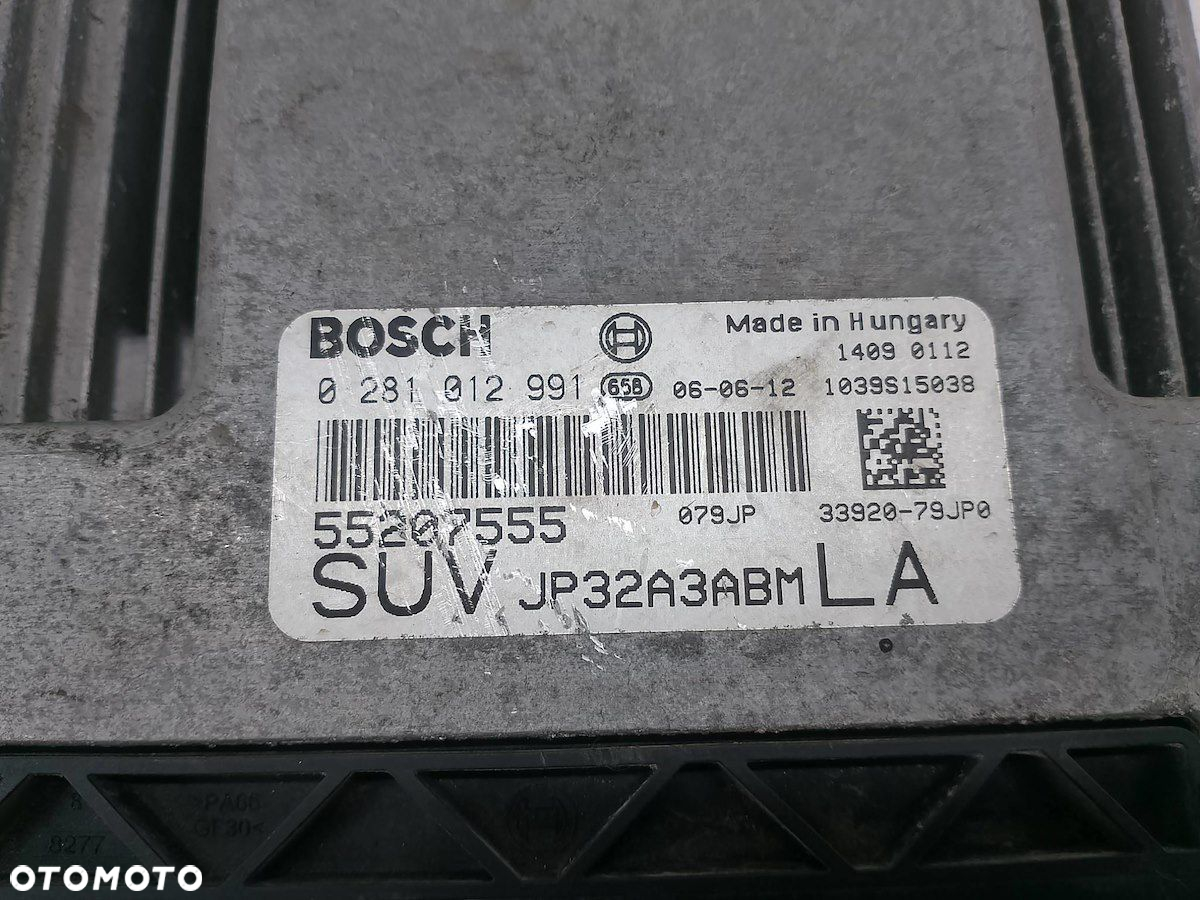 BOSCH
Made in Hungary
1409 0112
0 281 012 991 658 06-06-12 1039S15038
55207555 079JP 33920-79JP0
SUV JP32A3ABM LA
8 >PA66
GF30<
8277
OTOMOTO